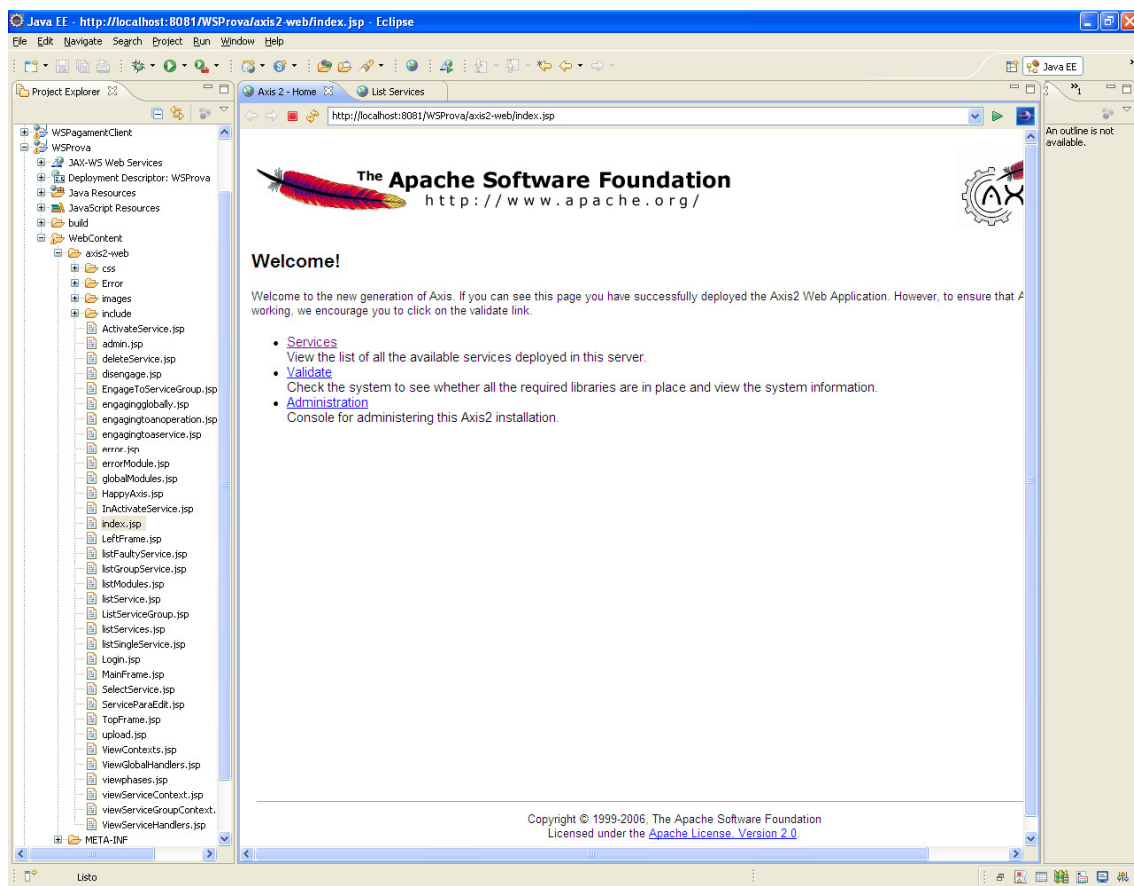 Java EE - http://localhost:8081/WSProva/axis2-web/index.jsp - Eclipse
File Edit Navigate Search Project Run Window Help
Java EE
Project Explorer
Axis 2 - Home
List Services
1
http://localhost:8081/WSProva/axis2-web/index.jsp
An outline is not
available.
WSPagamentClient
WSProva
JAX-WS Web Services
Deployment Descriptor: WSProva
Java Resources
JavaScript Resources
build
WebContent
axis2-web
css
Error
images
include
ActivateService.jsp
admin.jsp
deleteService.jsp
disengage.jsp
EngageToServiceGroup.jsp
engagingglobally.jsp
engagingtoanoperation.jsp
engagingtoaservice.jsp
error.jsp
errorModule.jsp
globalModules.jsp
HappyAxis.jsp
InActivateService.jsp
index.jsp
LeftFrame.jsp
listFaultyService.jsp
listGroupService.jsp
listModules.jsp
listService.jsp
ListServiceGroup.jsp
listServices.jsp
listSingleService.jsp
Login.jsp
MainFrame.jsp
SelectService.jsp
ServiceParaEdit.jsp
TopFrame.jsp
upload.jsp
ViewContexts.jsp
ViewGlobalHandlers.jsp
viewphases.jsp
viewServiceContext.jsp
viewServiceGroupContext.
ViewServiceHandlers.jsp
META-INF
The Apache Software Foundation
http://www.apache.org/
AX
Welcome!
Welcome to the new generation of Axis. If you can see this page you have successfully deployed the Axis2 Web Application. However, to ensure that A
working, we encourage you to click on the validate link.
Services
View the list of all the available services deployed in this server.
Validate
Check the system to see whether all the required libraries are in place and view the system information.
Administration
Console for administering this Axis2 installation.
Copyright © 1999-2006, The Apache Software Foundation
Licensed under the Apache License, Version 2.0.
Listo